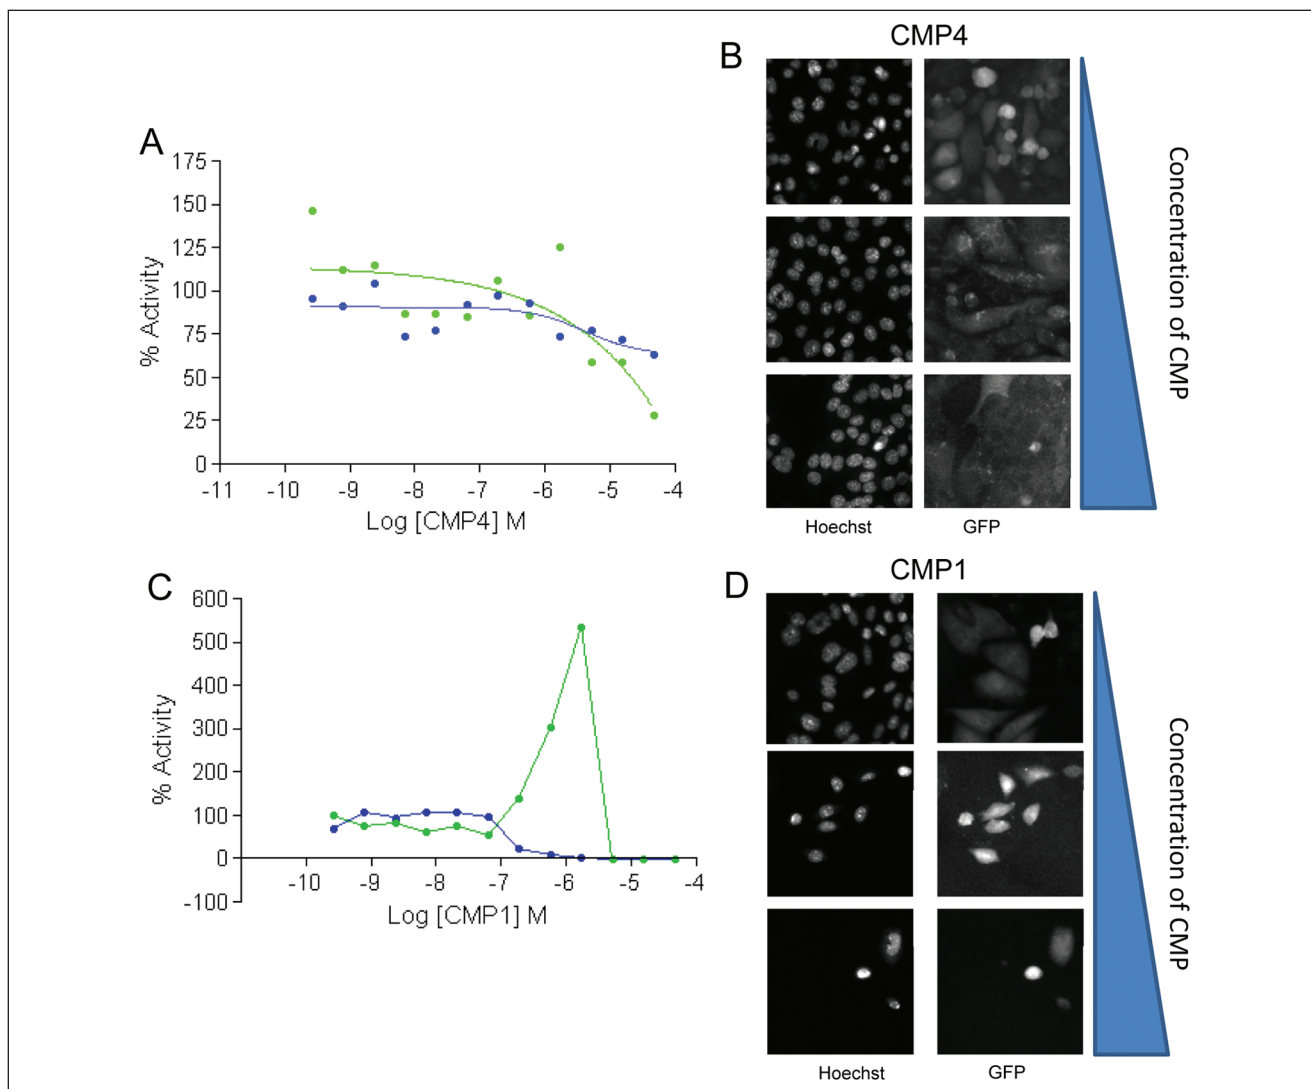 A
% Activity
175
150
125
100
75
50
25
0
-11
-10
-9
-8
-7
-6
-5
-4
Log [CMP4] M
B
CMP4
Hoechst
GFP
Concentration of CMP
C
% Activity
600
500
400
300
200
100
0
-100
-10
-9
-8
-7
-6
-5
-4
Log [CMP1] M
D
CMP1
Hoechst
GFP
Concentration of CMP